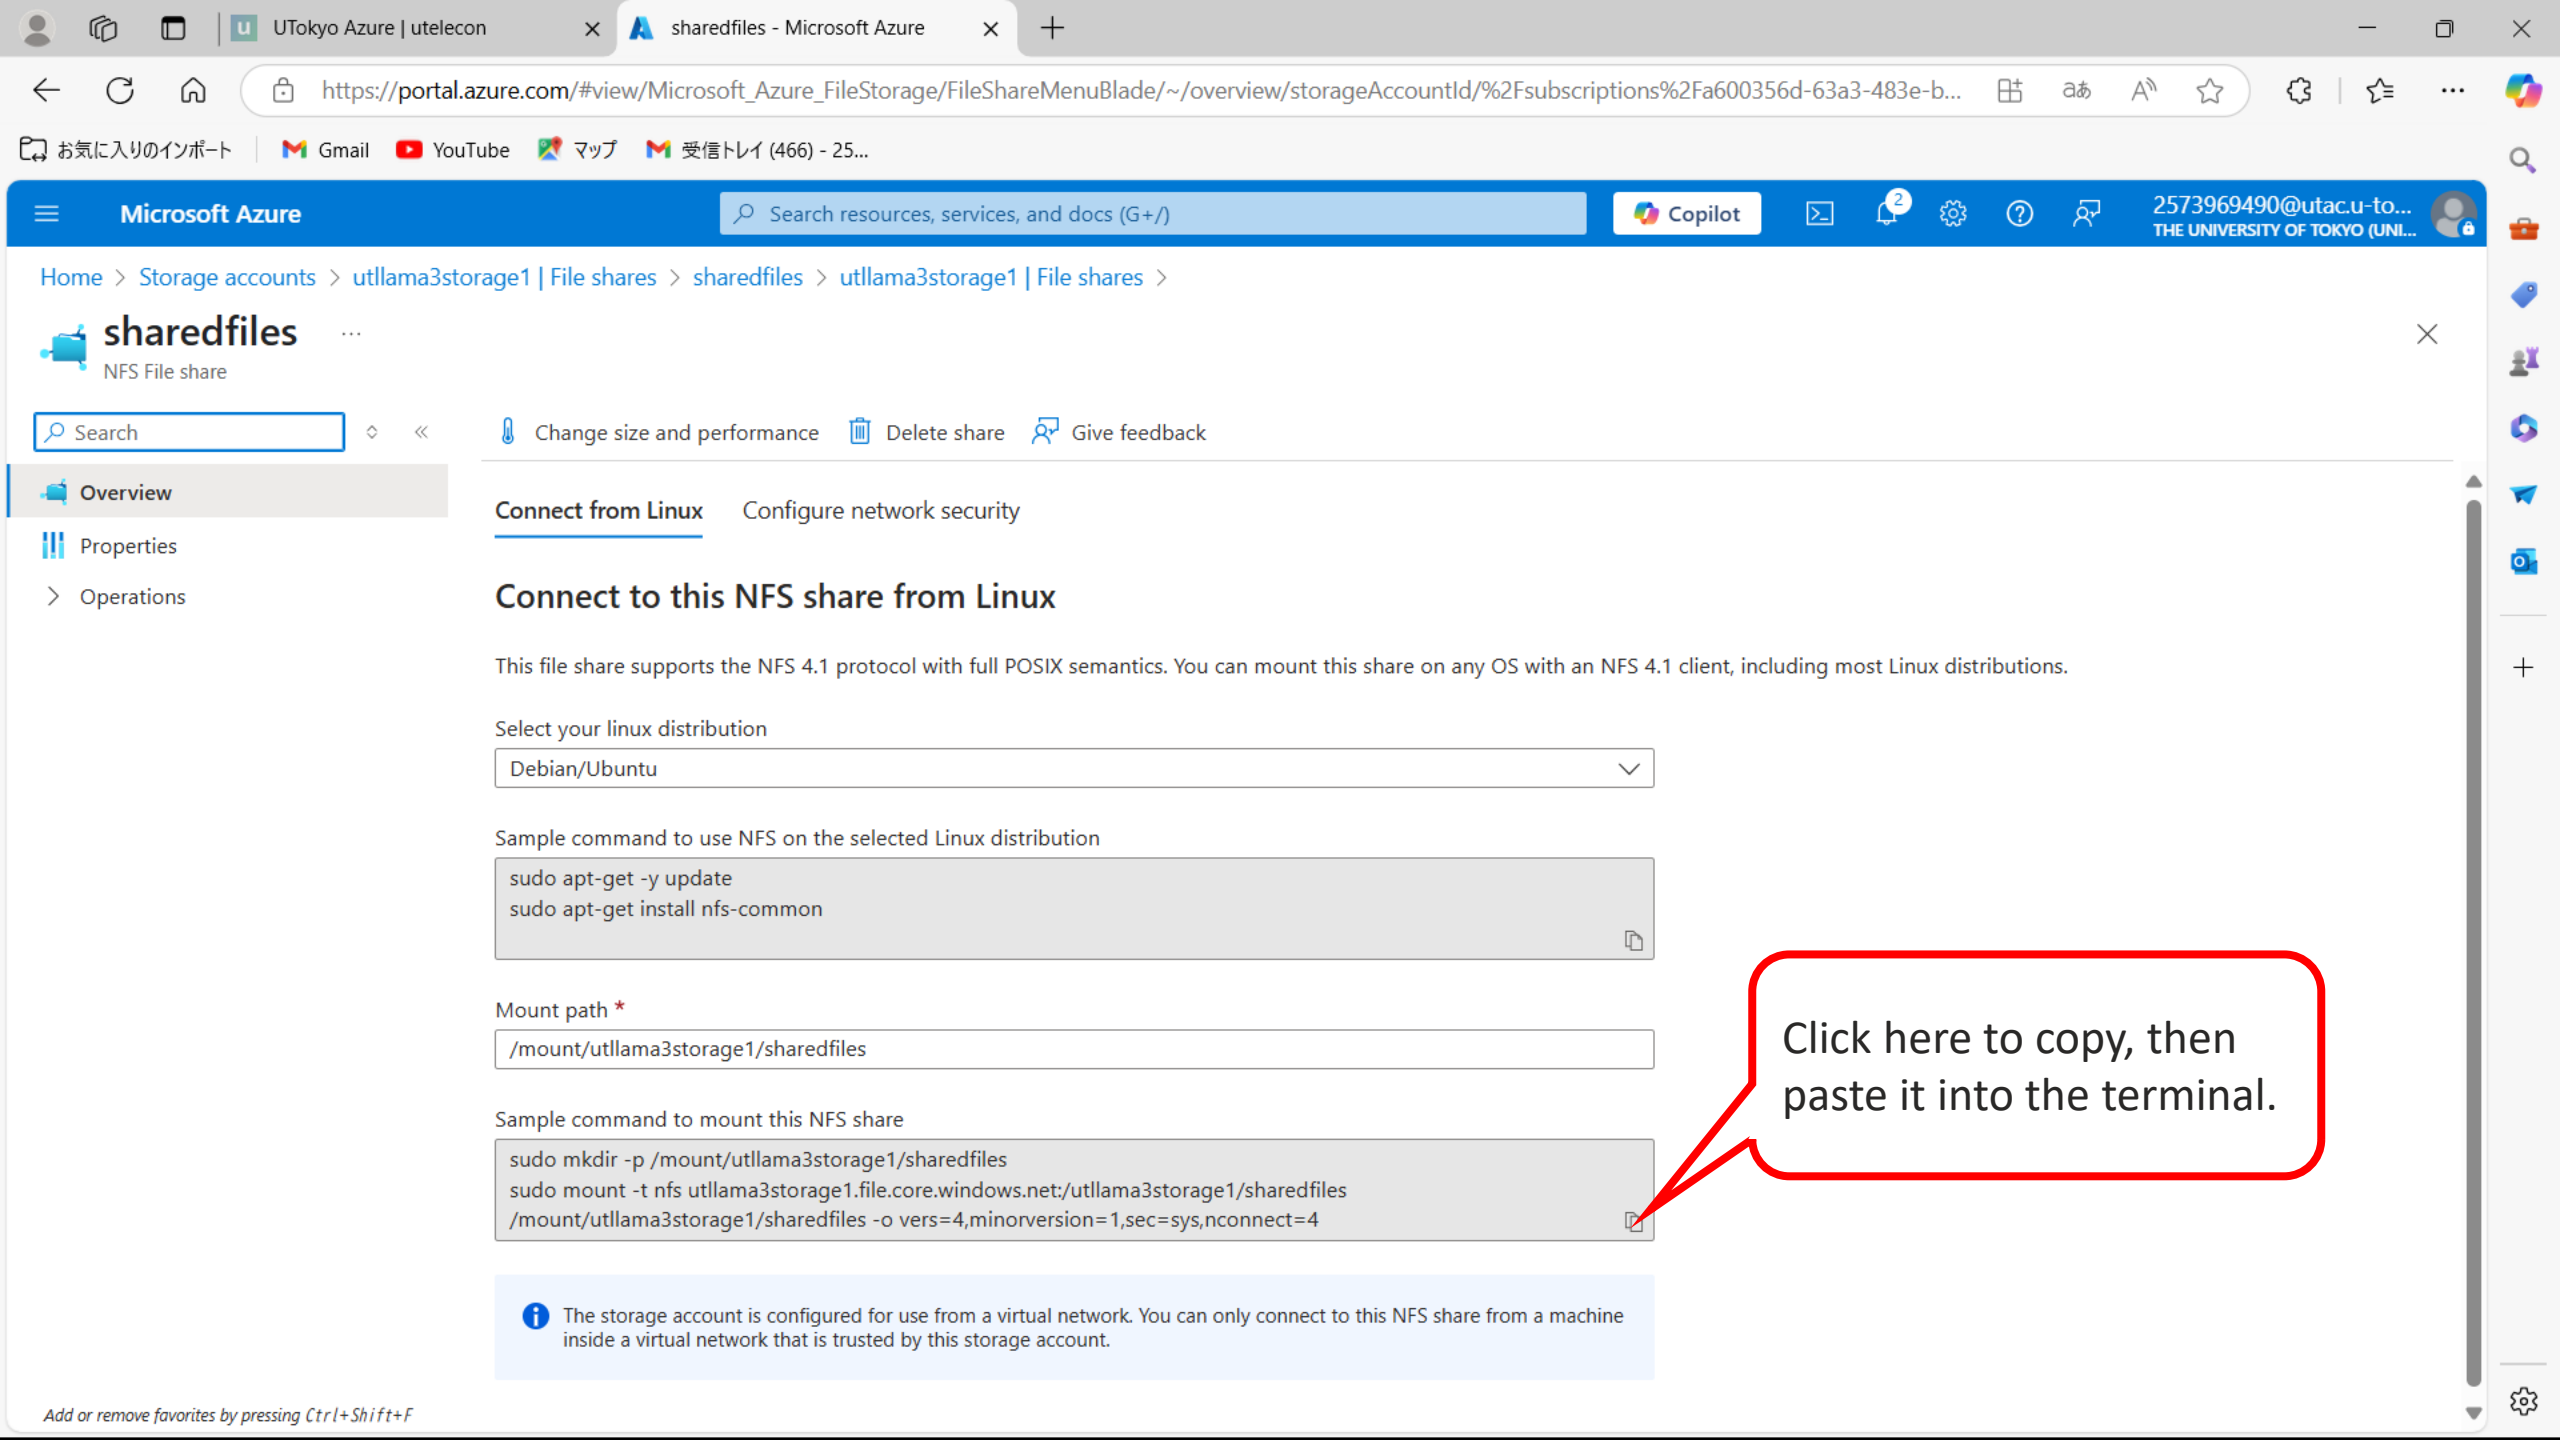 UTokyo Azure | utelecon
sharedfiles - Microsoft Azure
https://portal.azure.com/#view/Microsoft_Azure_FileStorage/FileShareMenuBlade/~/overview/storageAccountId/%2Fsubscriptions%2Fa600356d-63a3-483e-b...
aあ
お気に入りのインポート
Gmail
YouTube
マップ
受信トレイ (466) - 25...
Microsoft Azure
Search resources, services, and docs (G+/)
Copilot
2
2573969490@utac.u-to...
THE UNIVERSITY OF TOKYO (UNI...
Home > Storage accounts > utllama3storage1 | File shares > sharedfiles > utllama3storage1 | File shares >
sharedfiles ...
NFS File share
Search
Change size and performance
Delete share
Give feedback
Overview
Properties
Operations
Connect from Linux
Configure network security
Connect to this NFS share from Linux
This file share supports the NFS 4.1 protocol with full POSIX semantics. You can mount this share on any OS with an NFS 4.1 client, including most Linux distributions.
Select your linux distribution
Debian/Ubuntu
Sample command to use NFS on the selected Linux distribution
sudo apt-get -y update
sudo apt-get install nfs-common
Mount path *
/mount/utllama3storage1/sharedfiles
Sample command to mount this NFS share
sudo mkdir -p /mount/utllama3storage1/sharedfiles
sudo mount -t nfs utllama3storage1.file.core.windows.net:/utllama3storage1/sharedfiles
/mount/utllama3storage1/sharedfiles -o vers=4,minorversion=1,sec=sys,nconnect=4
Click here to copy, then
paste it into the terminal.
The storage account is configured for use from a virtual network. You can only connect to this NFS share from a machine
inside a virtual network that is trusted by this storage account.
Add or remove favorites by pressing Ctrl+Shift+F